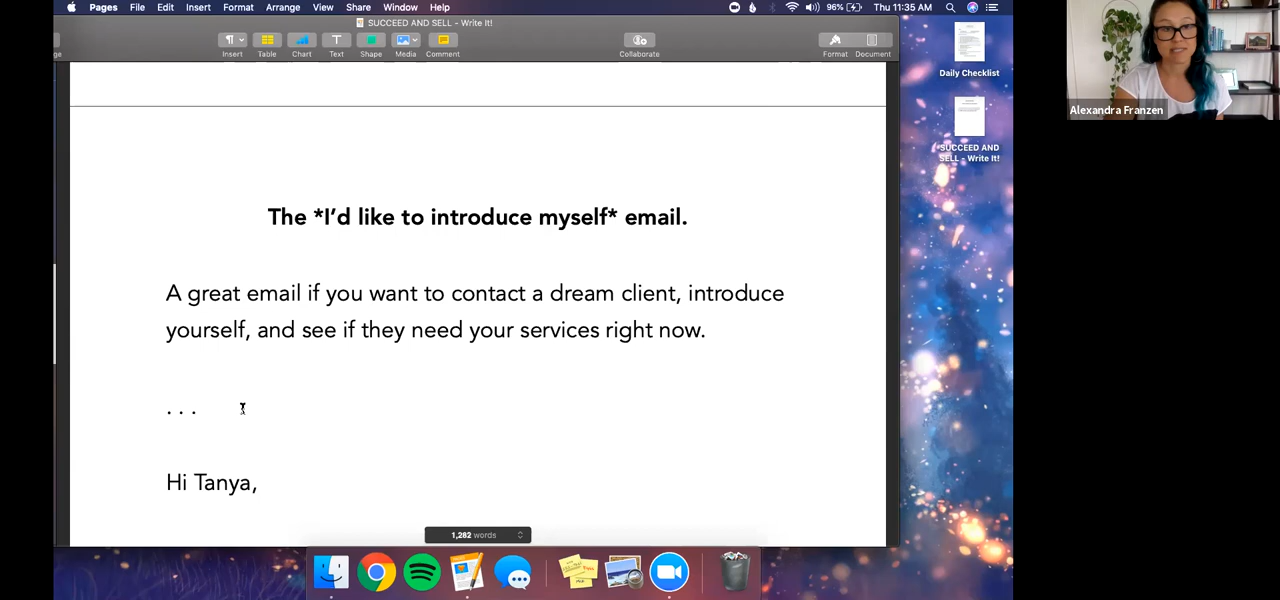 Pages File Edit Insert Format Arrange View Share Window Help 96% Thu 11:35 AM
SUCCEED AND SELL - Write It!
Insert Table Chart Text Shape Media Comment Collaborate Format Document
ge
Daily Checklist
SUCCEED AND
SELL - Write It!
Alexandra Franzen
The *I'd like to introduce myself* email.
A great email if you want to contact a dream client, introduce
yourself, and see if they need your services right now.
. . .
Hi Tanya,
1,282 words